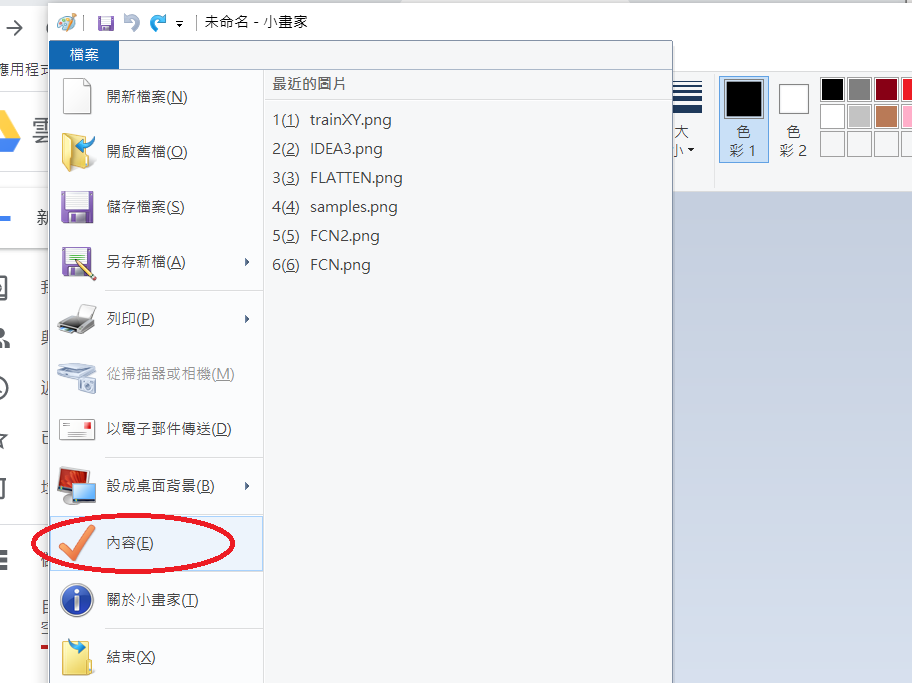 未命名 - 小畫家
檔案
開新檔案(N)
開啟舊檔(O)
儲存檔案(S)
另存新檔(A)
列印(P)
從掃描器或相機(M)
以電子郵件傳送(D)
設成桌面背景(B)
內容(E)
關於小畫家(T)
結束(X)
最近的圖片
1(1) trainXY.png
2(2) IDEA3.png
3(3) FLATTEN.png
4(4) samples.png
5(5) FCN2.png
6(6) FCN.png
大
小
色
彩 1
色
彩 2
應用程式
雲
新